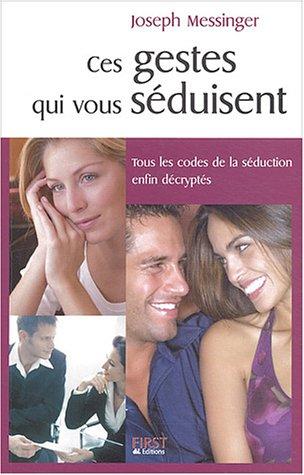 Joseph Messinger
Ces gestes
qui vous séduisent
Tous les codes de la séduction
enfin décryptés
FIRST
Editions